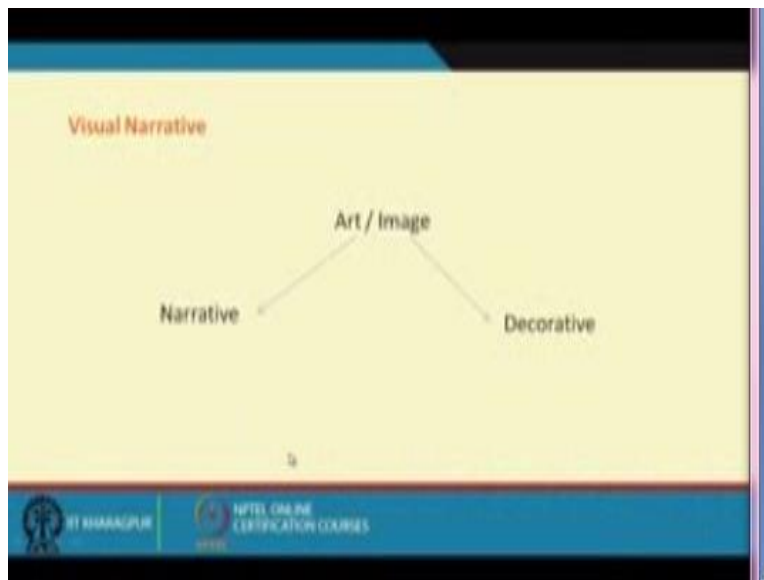 Visual Narrative
Art / Image
Narrative
Decorative
IIT KHARAGPUR
NPTEL ONLINE
CERTIFICATION COURSES